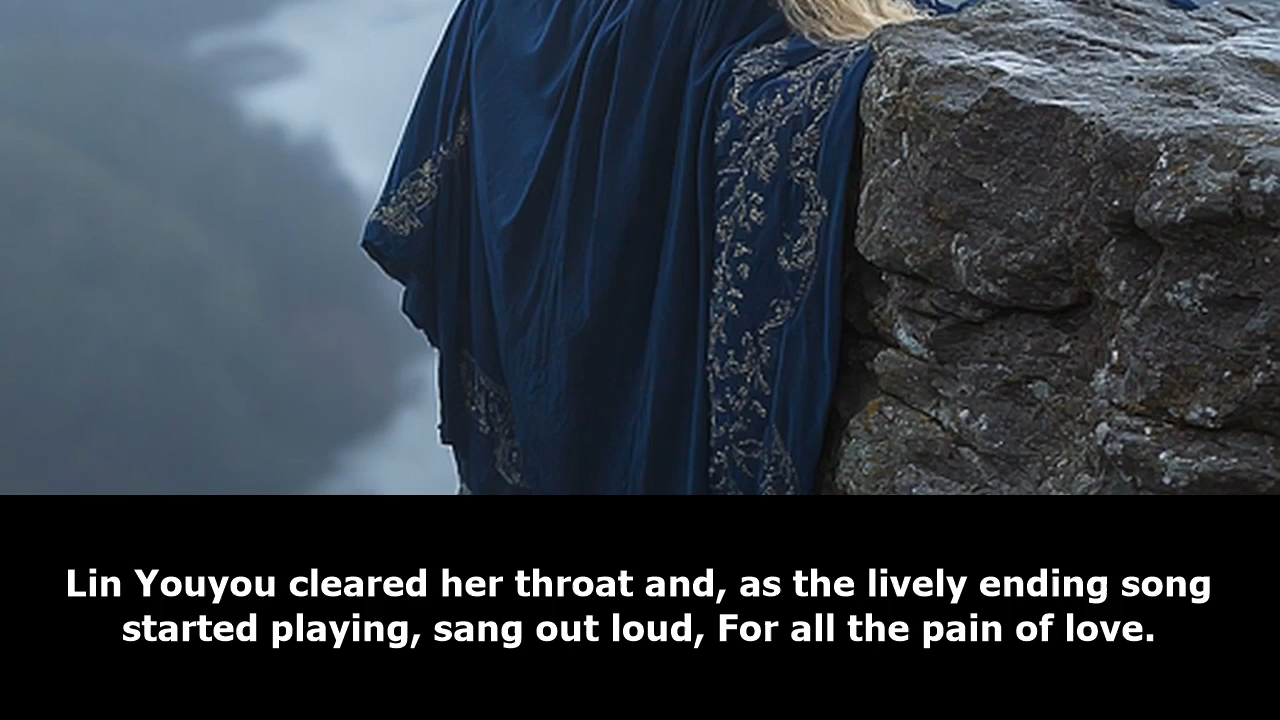 Lin Youyou cleared her throat and, as the lively ending song
started playing, sang out loud, For all the pain of love.